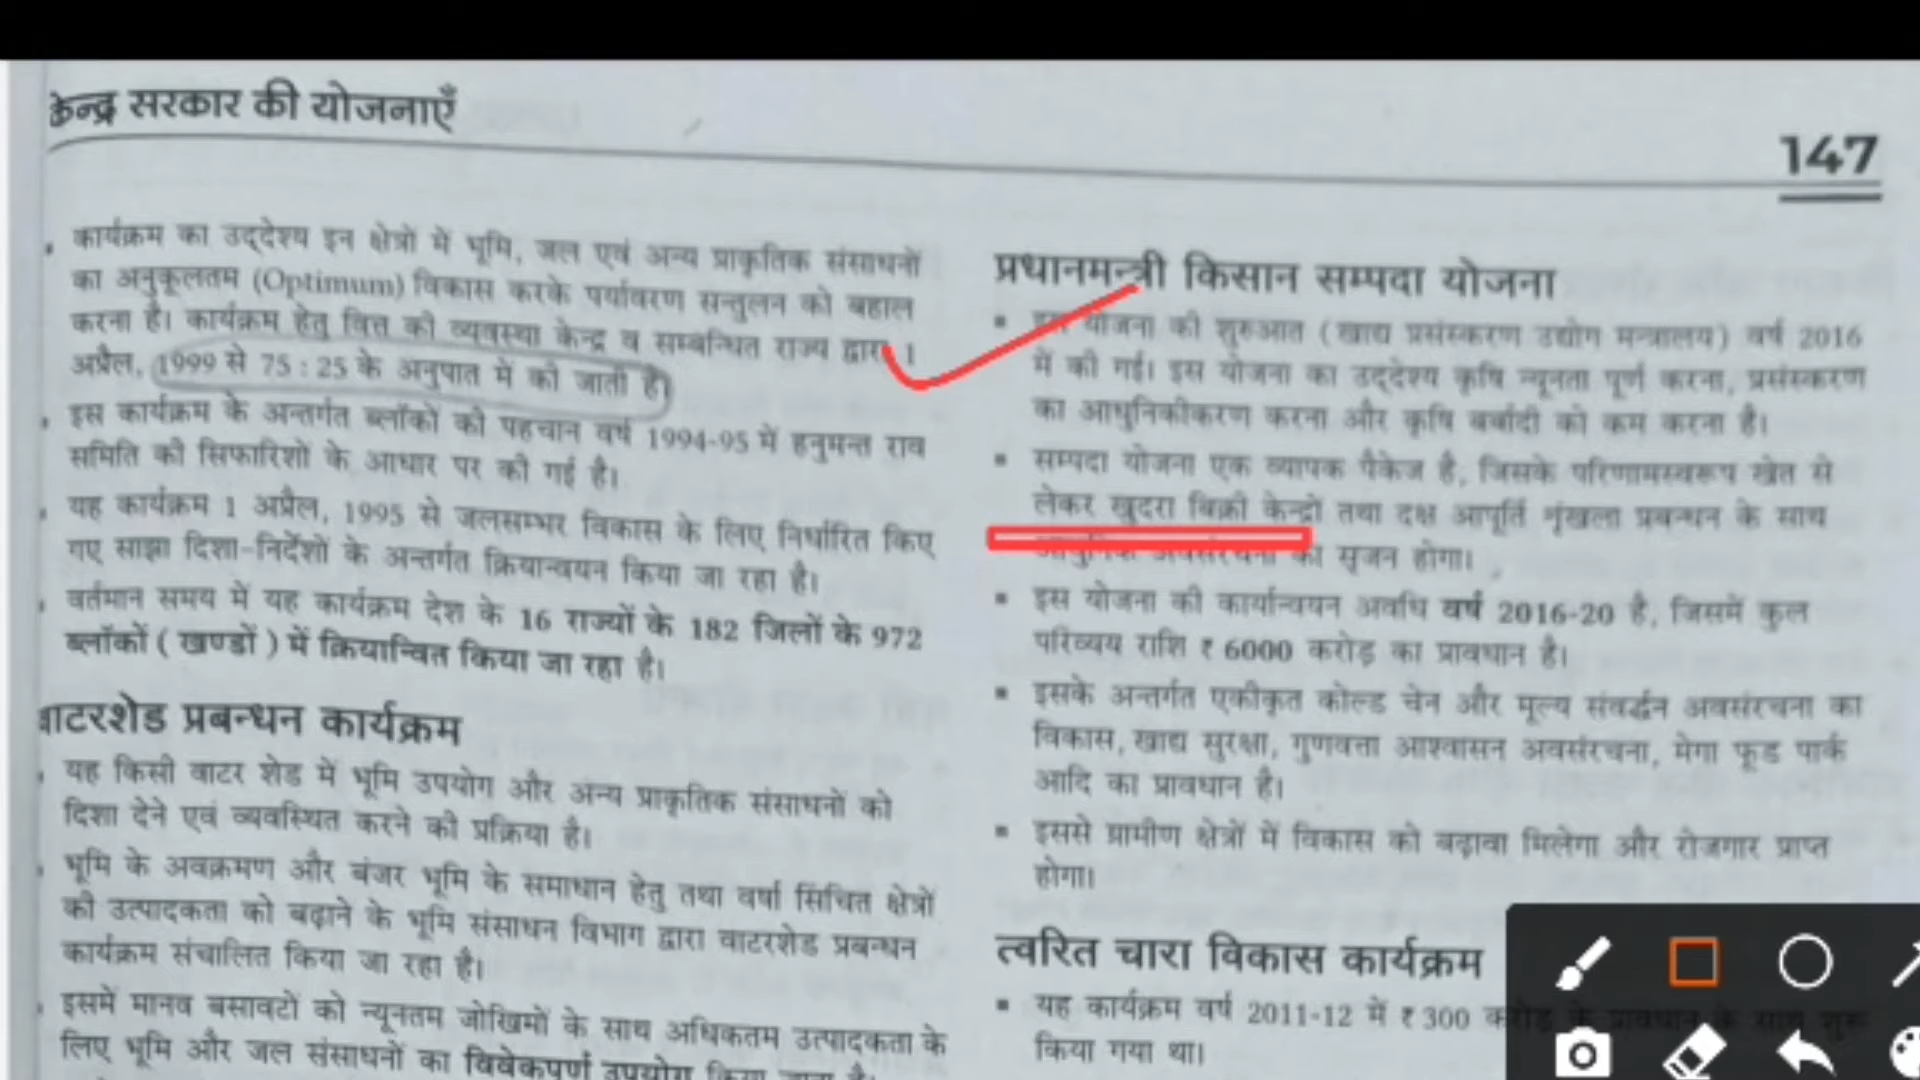 केन्द्र सरकार की योजनाएँ
147
कार्यक्रम का उद्देश्य इन क्षेत्रों में भूमि, जल एवं अन्य प्राकृतिक संसाधनों
का अनुकूलतम (Optimum) विकास करके पर्यावरण सन्तुलन को बहाल
करना है। कार्यक्रम हेतु वित्त की व्यवस्था केन्द्र व सम्बन्धित राज्य द्वारा 1
अप्रैल, 1999 से 75 : 25 के अनुपात में की जाती है।
इस कार्यक्रम के अन्तर्गत ब्लॉकों की पहचान वर्ष 1994-95 में हनुमन्त राव
समिति की सिफारिशों के आधार पर की गई है।
यह कार्यक्रम 1 अप्रैल, 1995 से जलसम्भर विकास के लिए निर्धारित किए
गए साझा दिशा-निर्देशों के अन्तर्गत क्रियान्वयन किया जा रहा है।
वर्तमान समय में यह कार्यक्रम देश के 16 राज्यों के 182 जिलों के 972
ब्लॉकों ( खण्डों ) में क्रियान्वित किया जा रहा है।
वाटरशेड प्रबन्धन कार्यक्रम
यह किसी वाटर शेड में भूमि उपयोग और अन्य प्राकृतिक संसाधनों को
दिशा देने एवं व्यवस्थित करने की प्रक्रिया है।
भूमि के अवक्रमण और बंजर भूमि के समाधान हेतु तथा वर्षा सिंचित क्षेत्रों
की उत्पादकता को बढ़ाने के भूमि संसाधन विभाग द्वारा वाटरशेड प्रबन्धन
कार्यक्रम संचालित किया जा रहा है।
इसमें मानव बसावटों को न्यूनतम जोखिमों के साथ अधिकतम उत्पादकता के
लिए भूमि और जल संसाधनों का विवेकपूर्ण उपयोग किया जाता है।
प्रधानमन्त्री किसान सम्पदा योजना
इस योजना की शुरुआत (खाद्य प्रसंस्करण उद्योग मन्त्रालय) वर्ष 2016
में की गई। इस योजना का उद्देश्य कृषि न्यूनता पूर्ण करना, प्रसंस्करण
का आधुनिकीकरण करना और कृषि बर्बादी को कम करना है।
सम्पदा योजना एक व्यापक पैकेज है, जिसके परिणामस्वरूप खेत से
लेकर खुदरा बिक्री केन्द्रों तथा दक्ष आपूर्ति शृंखला प्रबन्धन के साथ
आधुनिक अवसंरचना का सृजन होगा।
इस योजना की कार्यान्वयन अवधि वर्ष 2016-20 है, जिसमें कुल
परिव्यय राशि ₹ 6000 करोड़ का प्रावधान है।
इसके अन्तर्गत एकीकृत कोल्ड चेन और मूल्य संवर्द्धन अवसंरचना का
विकास, खाद्य सुरक्षा, गुणवत्ता आश्वासन अवसंरचना, मेगा फूड पार्क
आदि का प्रावधान है।
इससे ग्रामीण क्षेत्रों में विकास को बढ़ावा मिलेगा और रोजगार प्राप्त
होगा।
त्वरित चारा विकास कार्यक्रम
यह कार्यक्रम वर्ष 2011-12 में ₹ 300 करोड़ के प्रावधान के साथ शुरू
किया गया था।